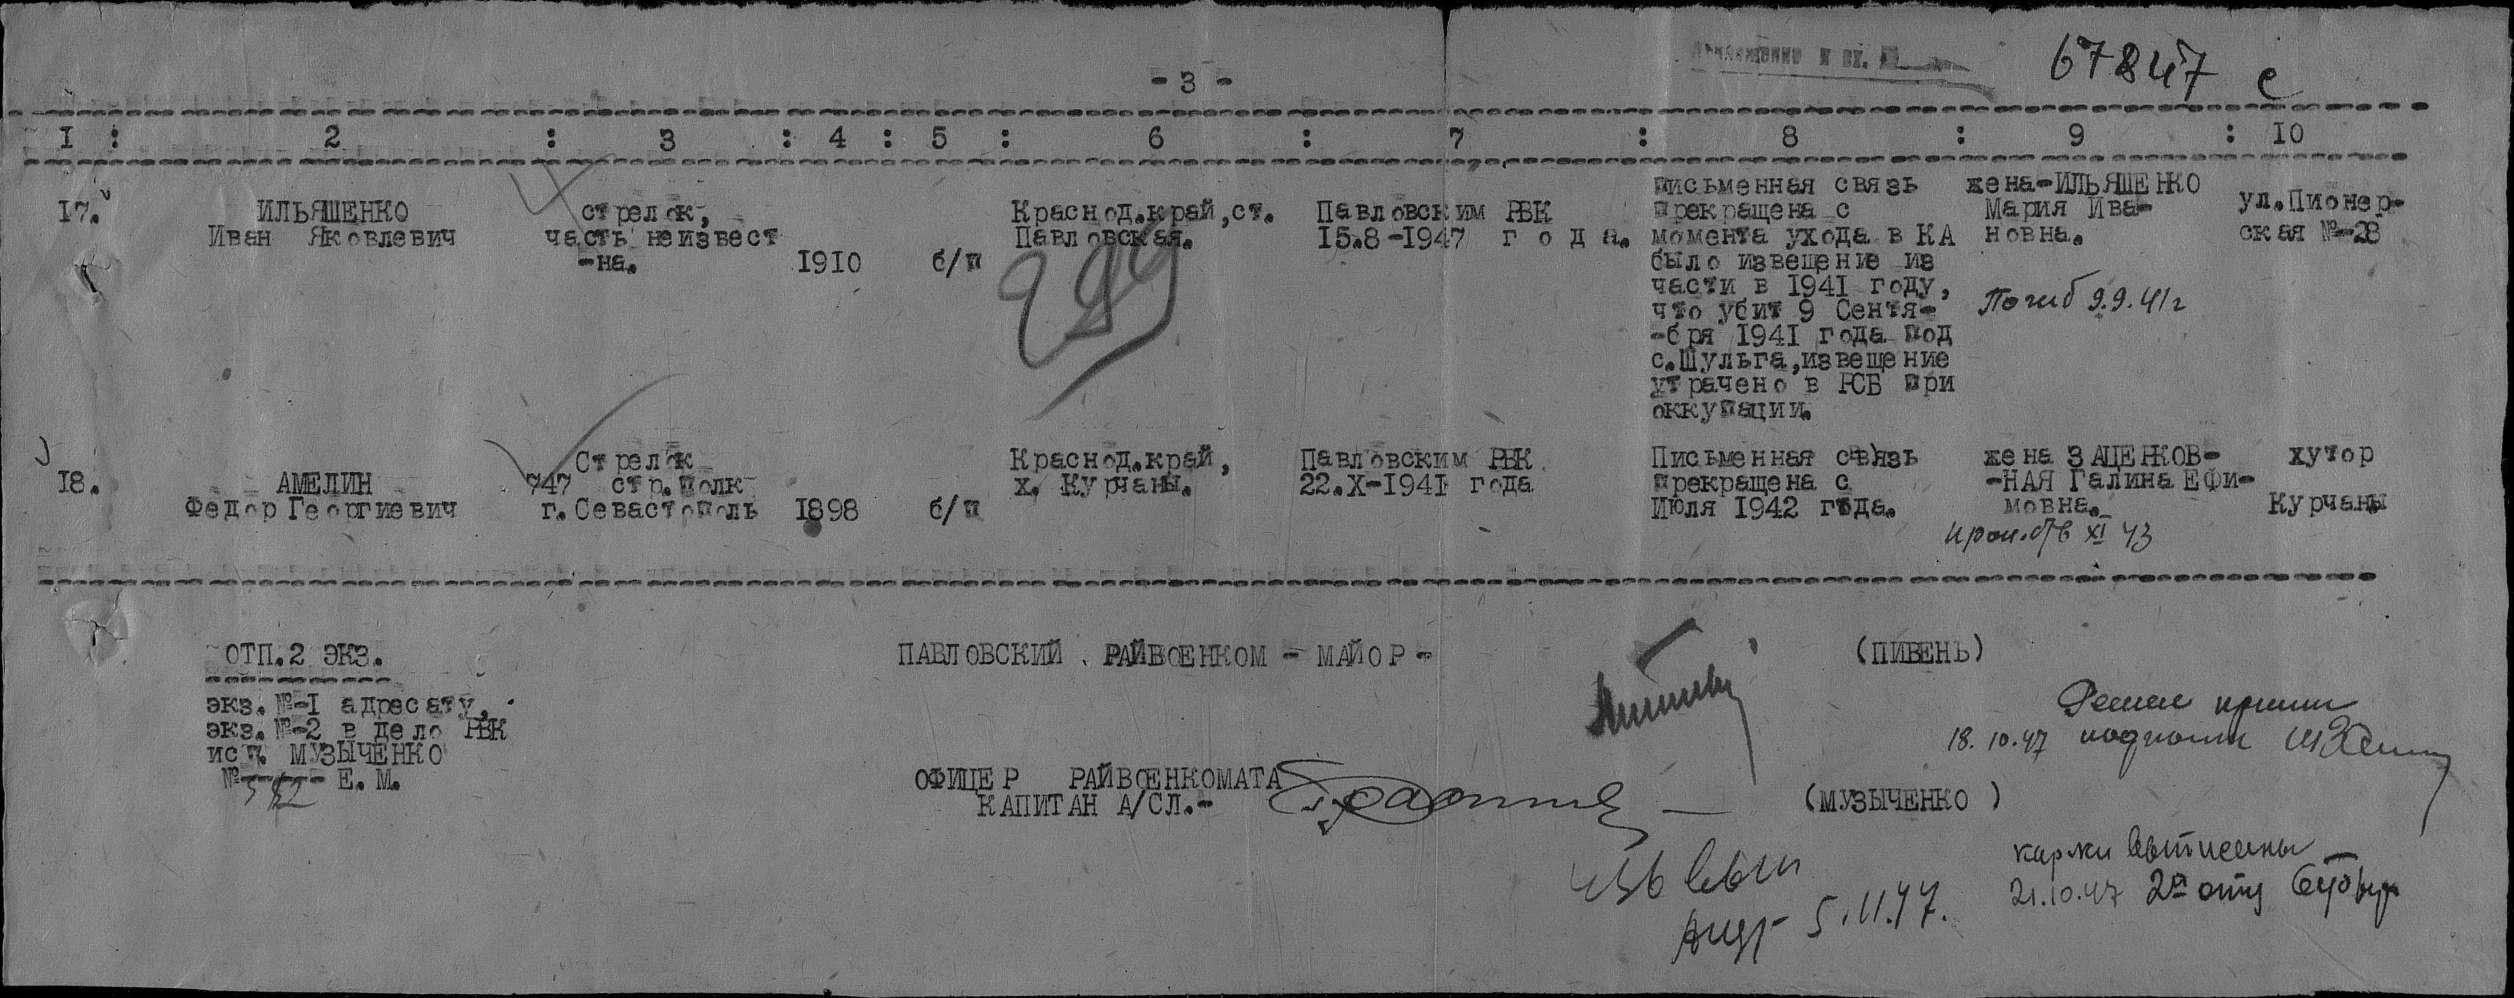 67847 с
- 3 -
1 : 2 : 3 : 4 : 5 : 6 : 7 : 8 : 9 : 10
17. ИЛЬЯШЕНКО
Иван Яковлевич
стрелок,
часть неизвест
-на.
1910
б/п
Краснод.край,ст.
Павловская.
Павловским РВК
15.8-1947 года.
письменная связь
прекращена с
момента ухода в КА
было извещение из
части в 1941 году,
что убит 9 Сентя-
-бря 1941 года под
с.Шульга,извещение
утрачено в РСБ при
оккупации.
жена-ИЛЬЯШЕНКО
Мария Ива-
новна.
Погиб 9.9.41г
ул.Пионер-
ская №-28
18. АМЕЛИН
Федор Георгиевич
Стрелок
747 стр.полк
г.Севастополь
1898
б/п
Краснод.край,
х. Курчаны.
Павловским РВК
22.X-1941 года
Письменная связь
прекращена с
Июля 1942 года.
жена ЗАЦЕНКОВ-
-НАЯ Галина Ефи-
мовна.
XI 43
хутор
Курчаны
ОТП.2 ЭКЗ.
экз. №-1 адресату,
экз. №-2 в дело РВК
исп. МУЗЫЧЕНКО
№ Е.М.
ПАВЛОВСКИЙ РАЙВОЕНКОМ - МАЙОР - (ПИВЕНЬ)
18.10.47
ОФИЦЕР РАЙВОЕНКОМАТА
КАПИТАН А/СЛ.- (МУЗЫЧЕНКО)
21.10.47
5.11.47.